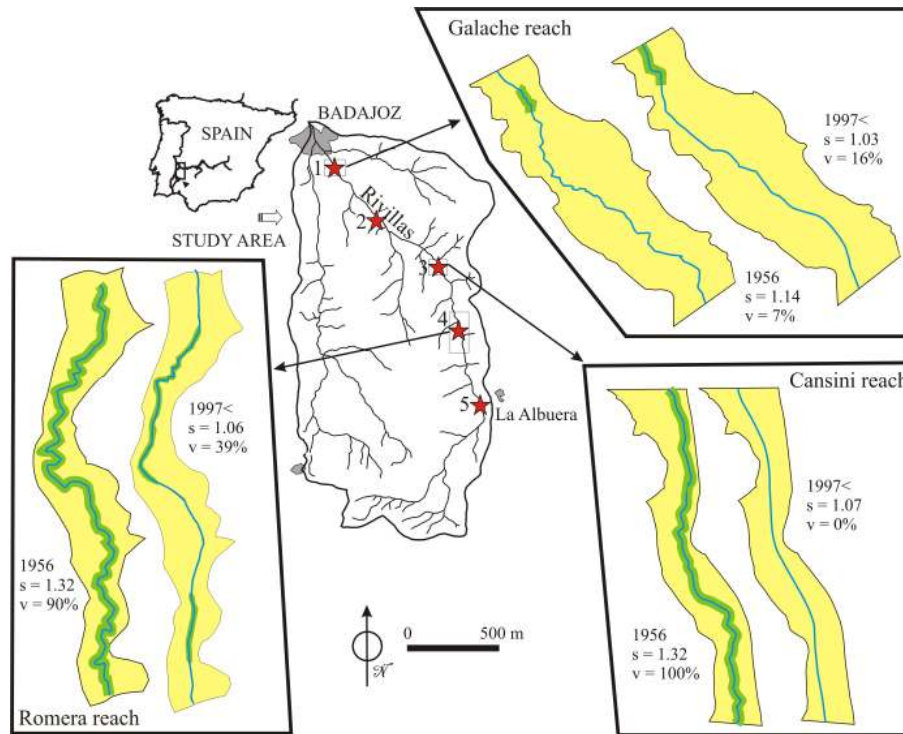 Galache reach
1997<
s = 1.03
v = 16%
1956
s = 1.14
v = 7%
BADAJOZ
SPAIN
STUDY AREA
Rivillas
1
2
3
4
5
La Albuera
Romera reach
1997<
s = 1.06
v = 39%
1956
s = 1.32
v = 90%
Cansini reach
1997<
s = 1.07
v = 0%
1956
s = 1.32
v = 100%
N
0 500 m